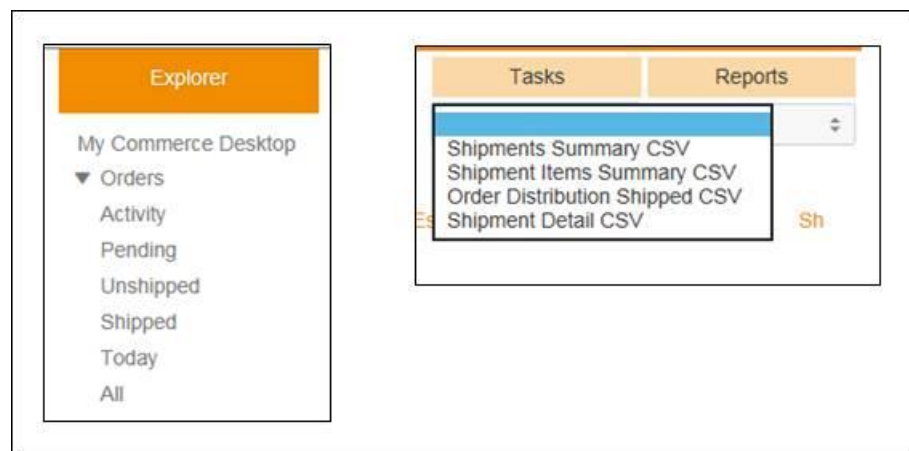 Explorer
My Commerce Desktop
▼ Orders
Activity
Pending
Unshipped
Shipped
Today
All
Tasks Reports
Shipments Summary CSV
Shipment Items Summary CSV
Order Distribution Shipped CSV
Shipment Detail CSV
Es Sh